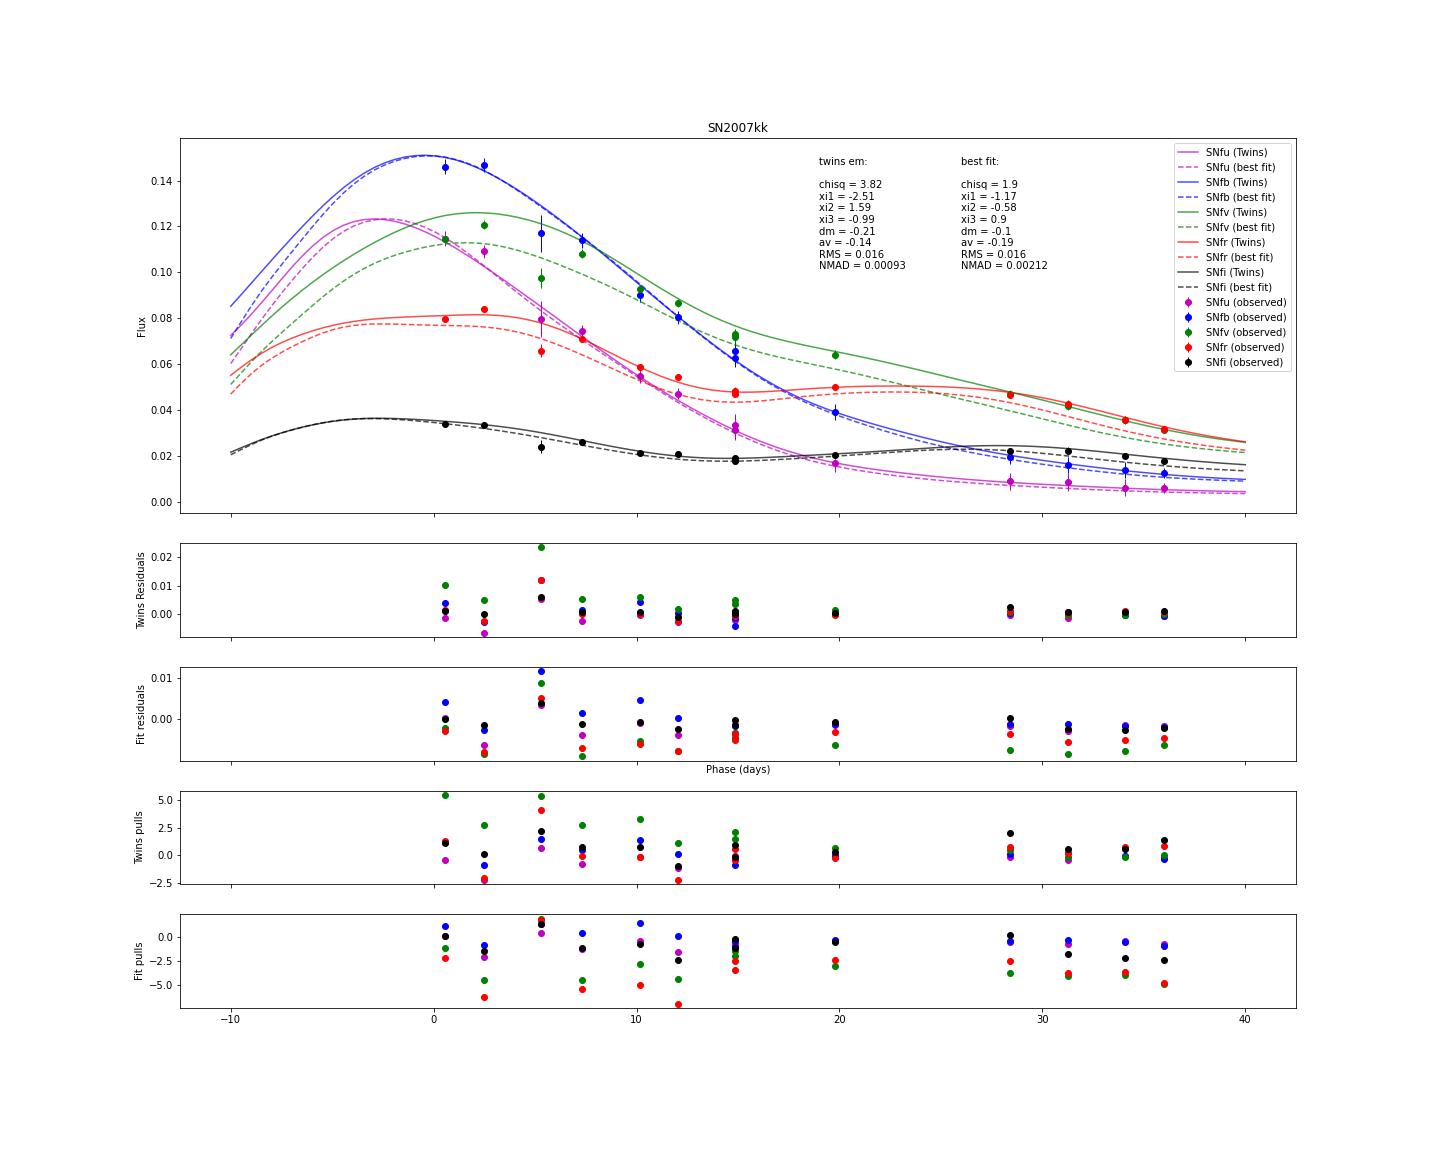 SN2007kk
Flux
0.14
0.12
0.10
0.08
0.06
0.04
0.02
0.00
twins em:
chisq = 3.82
xi1 = -2.51
xi2 = 1.59
xi3 = -0.99
dm = -0.21
av = -0.14
RMS = 0.016
NMAD = 0.00093
best fit:
chisq = 1.9
xi1 = -1.17
xi2 = -0.58
xi3 = 0.9
dm = -0.1
av = -0.19
RMS = 0.016
NMAD = 0.00212
SNfu (Twins)
SNfu (best fit)
SNfb (Twins)
SNfb (best fit)
SNfv (Twins)
SNfv (best fit)
SNfr (Twins)
SNfr (best fit)
SNfi (Twins)
SNfi (best fit)
SNfu (observed)
SNfb (observed)
SNfv (observed)
SNfr (observed)
SNfi (observed)
Twins Residuals
0.02
0.01
0.00
Fit residuals
0.01
0.00
Phase (days)
Twins pulls
5.0
2.5
0.0
−2.5
Fit pulls
0.0
−2.5
−5.0
−10
0
10
20
30
40